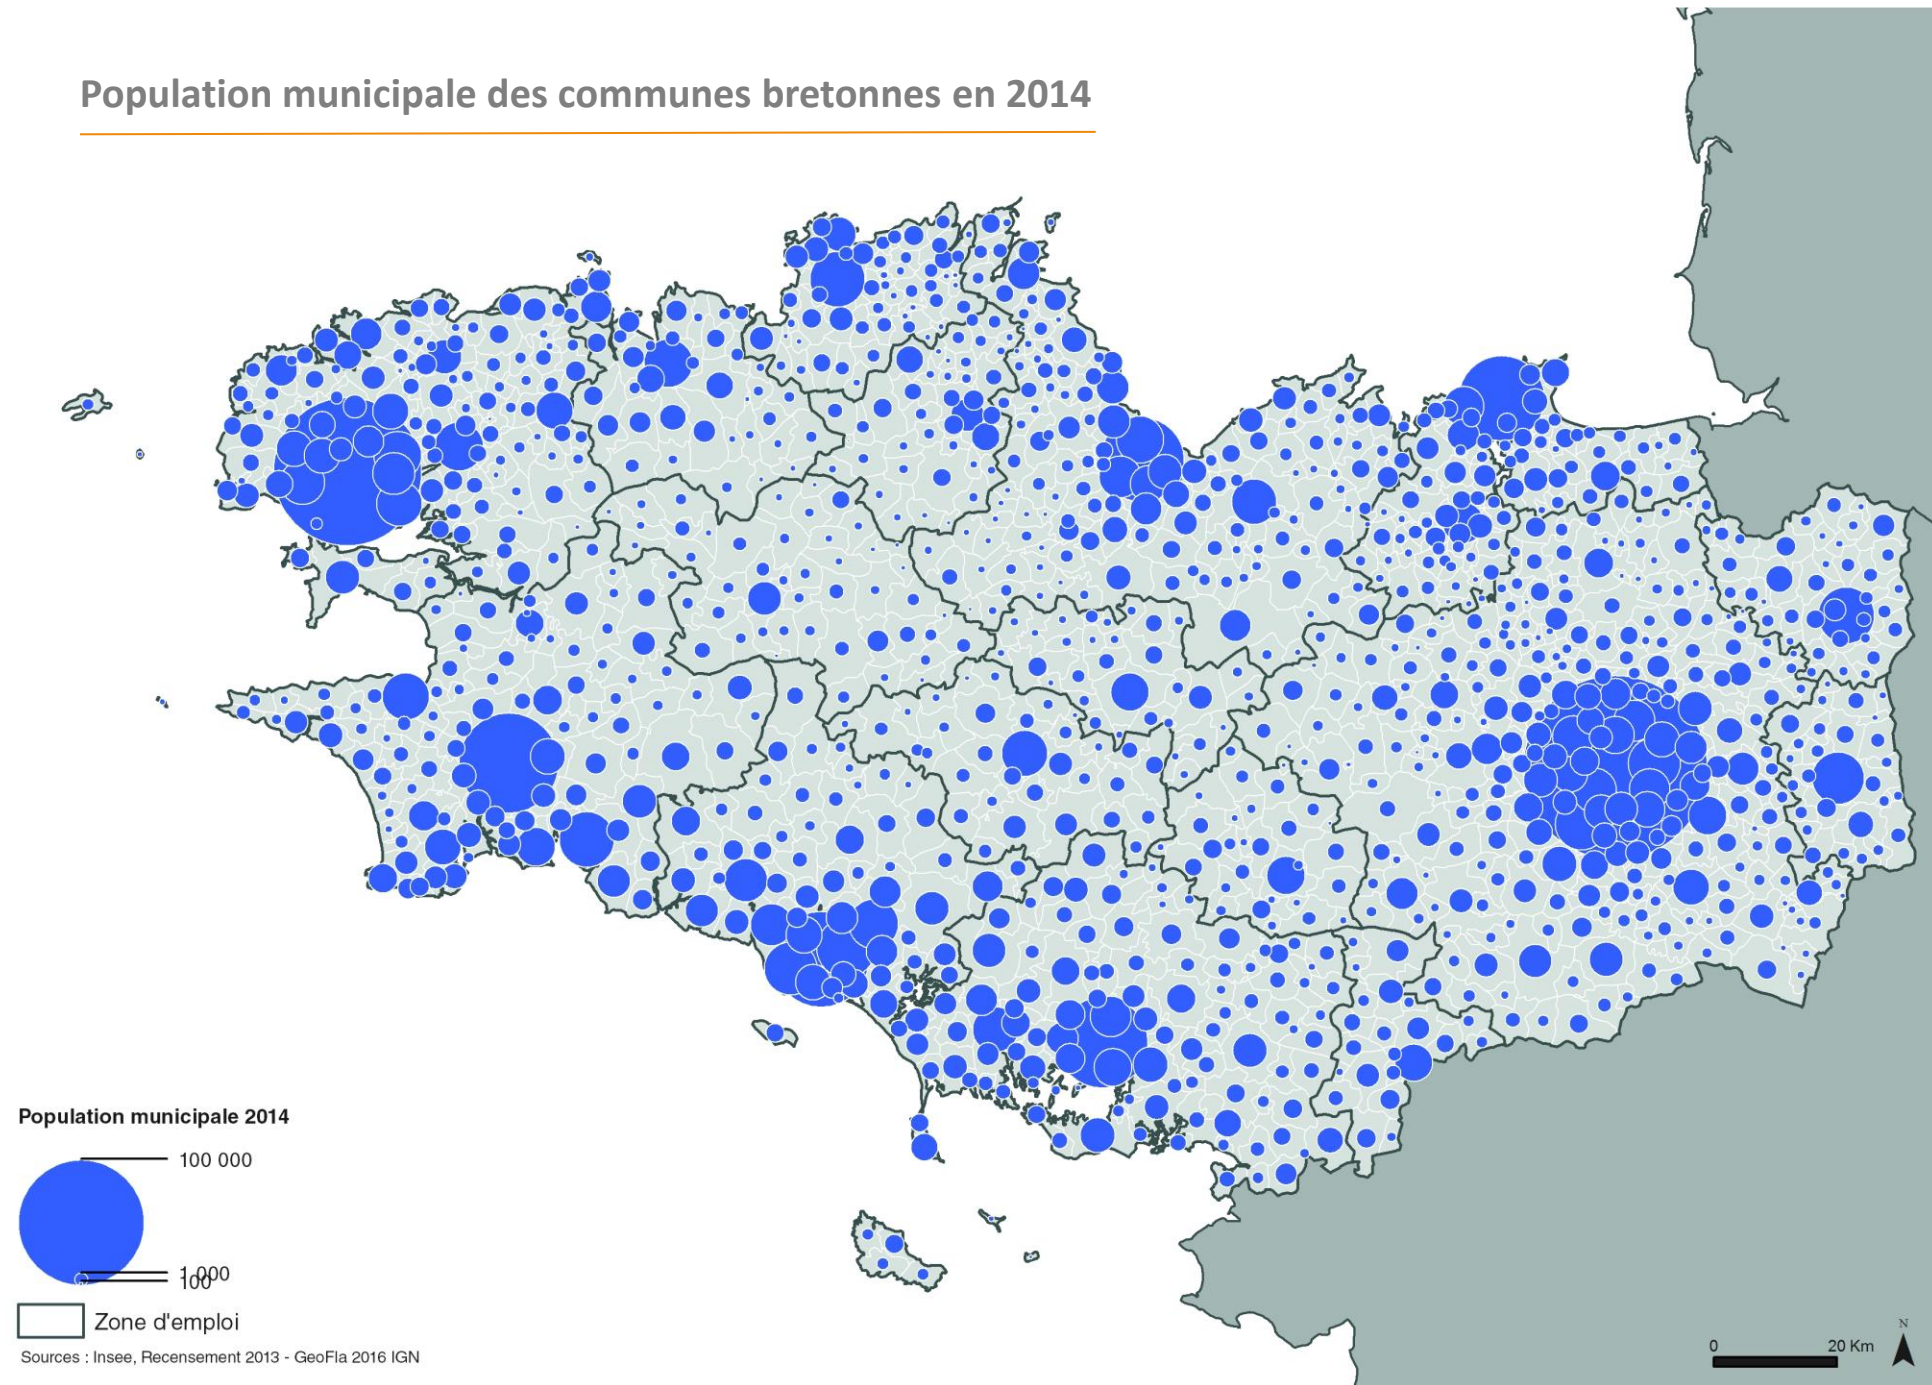 Population municipale des communes bretonnes en 2014
Population municipale 2014
100 000
1 000
100
Zone d'emploi
Sources : Insee, Recensement 2013 - GeoFla 2016 IGN
N
0 20 Km